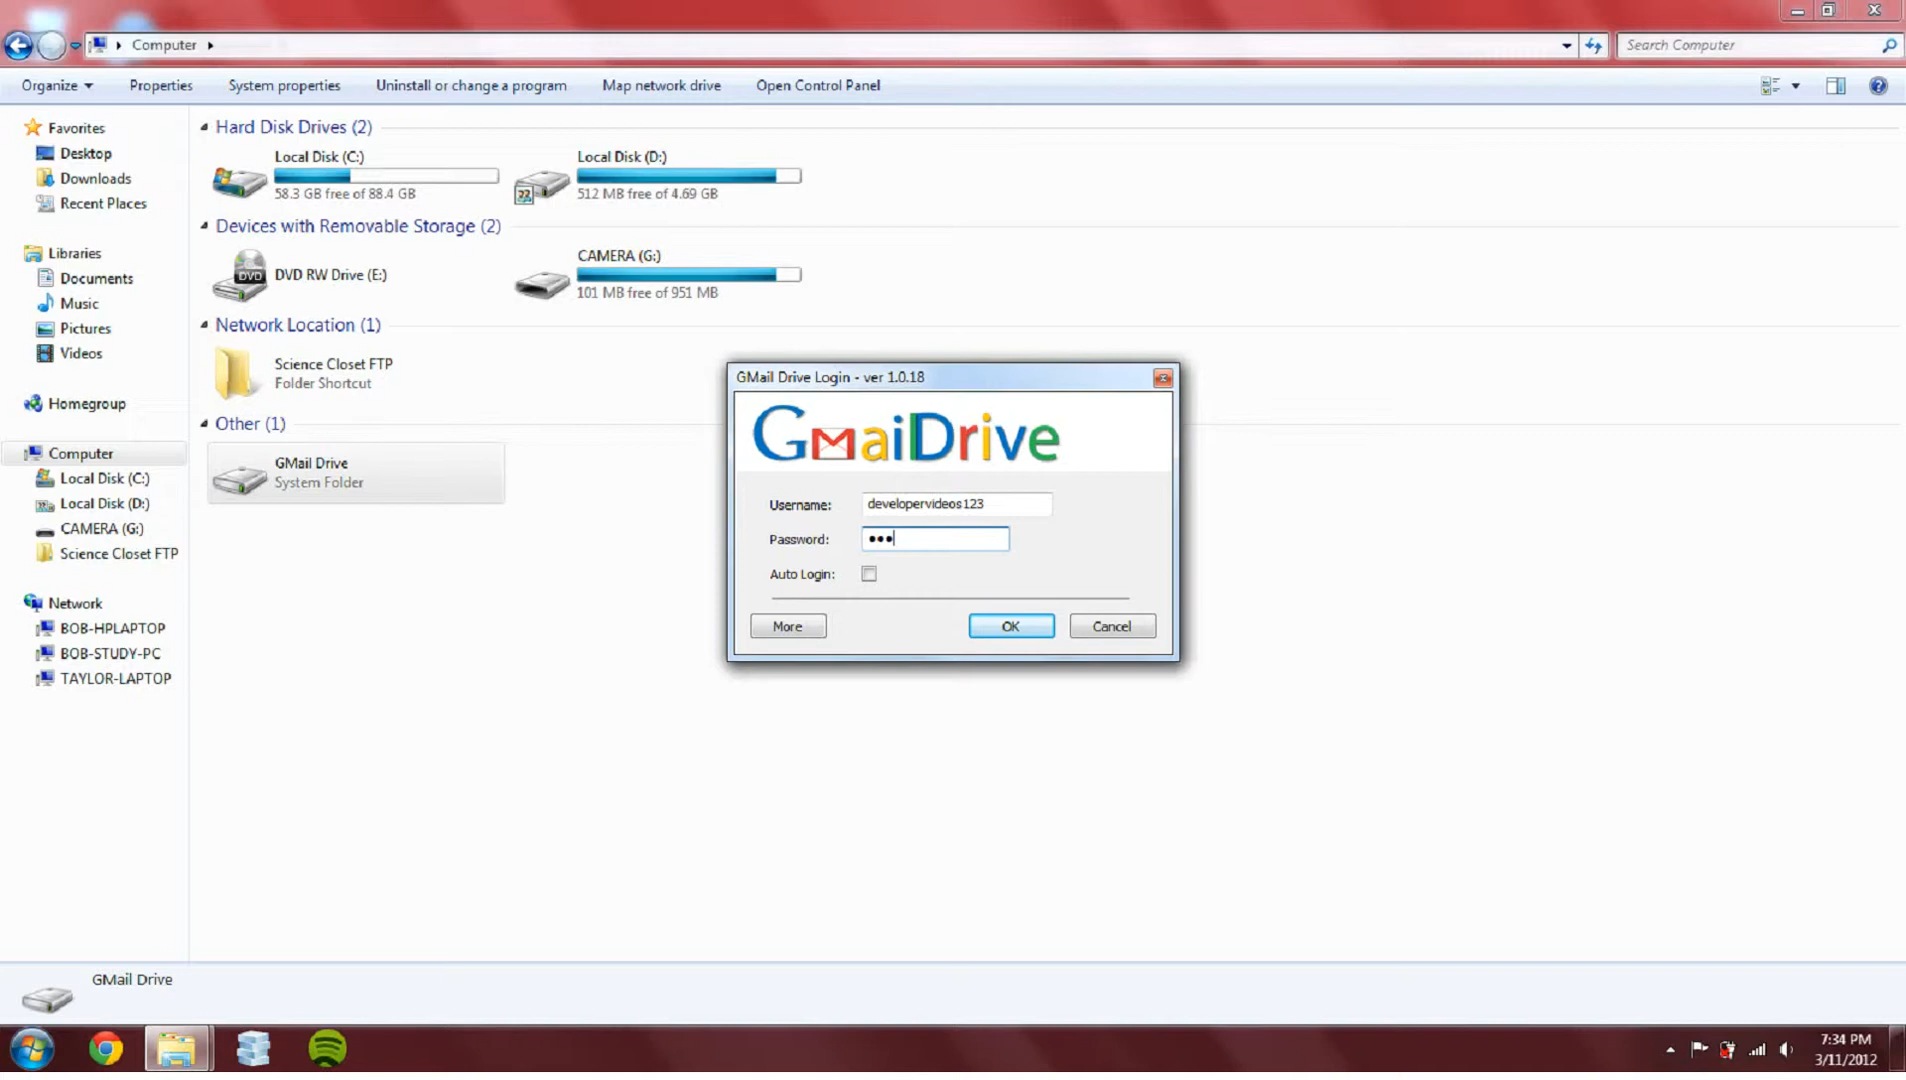 Computer
Search Computer
Organize
Properties
System properties
Uninstall or change a program
Map network drive
Open Control Panel
Favorites
Desktop
Downloads
Recent Places
Libraries
Documents
Music
Pictures
Videos
Homegroup
Computer
Local Disk (C:)
Local Disk (D:)
CAMERA (G:)
Science Closet FTP
Network
BOB-HPLAPTOP
BOB-STUDY-PC
TAYLOR-LAPTOP
Hard Disk Drives (2)
Local Disk (C:)
58.3 GB free of 88.4 GB
Local Disk (D:)
512 MB free of 4.69 GB
Devices with Removable Storage (2)
DVD
DVD RW Drive (E:)
CAMERA (G:)
101 MB free of 951 MB
Network Location (1)
Science Closet FTP
Folder Shortcut
Other (1)
GMail Drive
System Folder
GMail Drive Login - ver 1.0.18
GmailDrive
Username: developervideos123
Password: •••
Auto Login:
More
OK
Cancel
GMail Drive
7:34 PM
3/11/2012